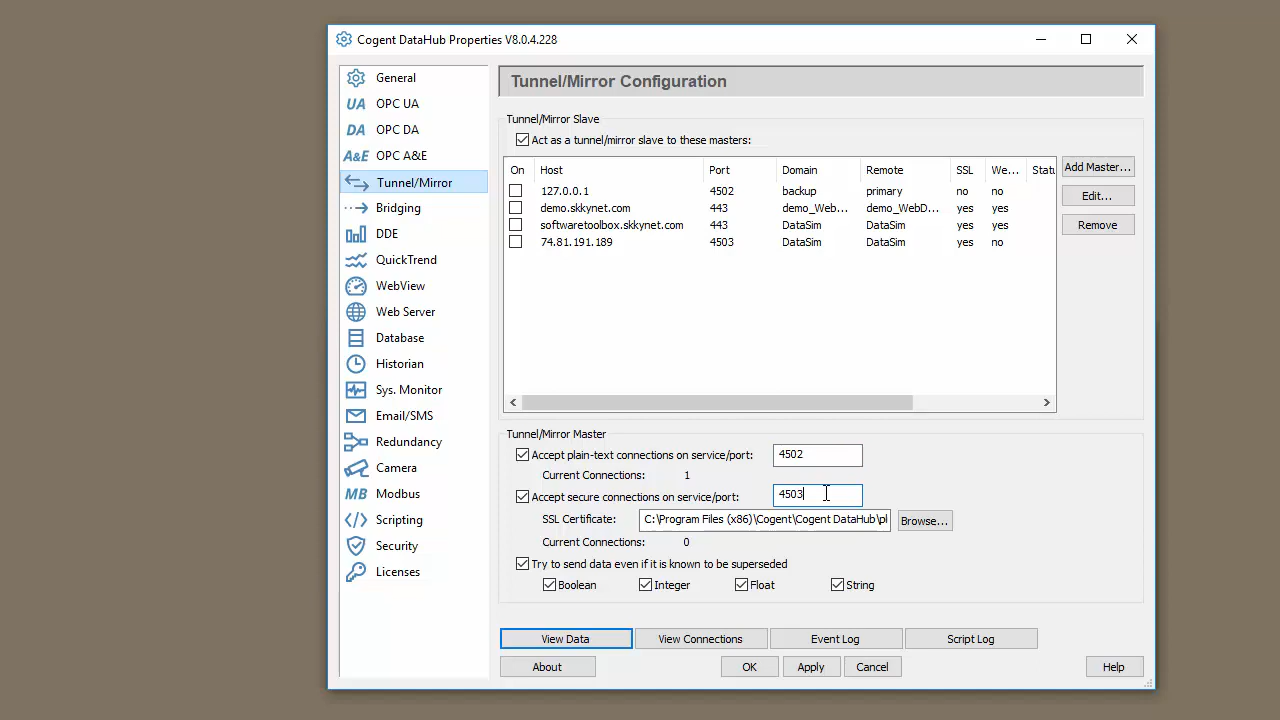 Cogent DataHub Properties V8.0.4.228
General
UA OPC UA
DA OPC DA
A&E OPC A&E
Tunnel/Mirror
Bridging
DDE
QuickTrend
WebView
Web Server
Database
Historian
Sys. Monitor
Email/SMS
Redundancy
Camera
MB Modbus
Scripting
Security
Licenses
Tunnel/Mirror Configuration
Tunnel/Mirror Slave
Act as a tunnel/mirror slave to these masters:
On Host Port Domain Remote SSL We... Statu
127.0.0.1 4502 backup primary no no
demo.skkynet.com 443 demo_Web... demo_WebD... yes yes
softwaretoolbox.skkynet.com 443 DataSim DataSim yes yes
74.81.191.189 4503 DataSim DataSim yes no
Add Master...
Edit...
Remove
Tunnel/Mirror Master
Accept plain-text connections on service/port: 4502
Current Connections: 1
Accept secure connections on service/port: 4503
SSL Certificate: C:\Program Files (x86)\Cogent\Cogent DataHub\pl Browse...
Current Connections: 0
Try to send data even if it is known to be superseded
Boolean Integer Float String
View Data View Connections Event Log Script Log
About OK Apply Cancel Help